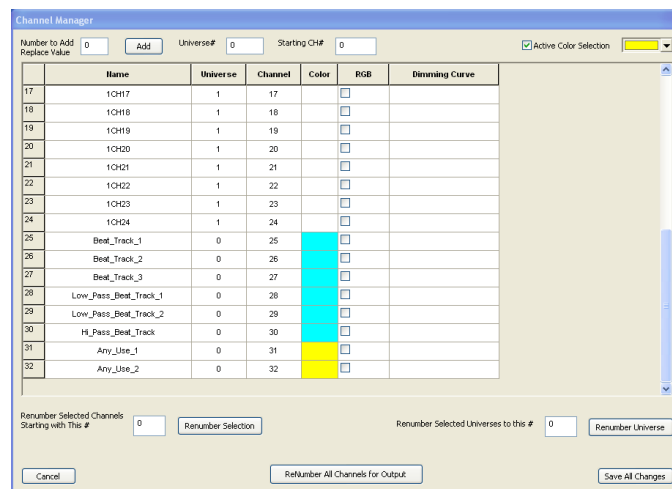 Channel Manager
Number to Add
Replace Value
0
Add
Universe#
0
Starting CH#
0
Active Color Selection
Name Universe Channel Color RGB Dimming Curve
17 1CH17 1 17
18 1CH18 1 18
19 1CH19 1 19
20 1CH20 1 20
21 1CH21 1 21
22 1CH22 1 22
23 1CH23 1 23
24 1CH24 1 24
25 Beat_Track_1 0 25
26 Beat_Track_2 0 26
27 Beat_Track_3 0 27
28 Low_Pass_Beat_Track_1 0 28
29 Low_Pass_Beat_Track_2 0 29
30 Hi_Pass_Beat_Track 0 30
31 Any_Use_1 0 31
32 Any_Use_2 0 32
Renumber Selected Channels
Starting with This #
0
Renumber Selection
Renumber Selected Universes to this #
0
Renumber Universe
Cancel
ReNumber All Channels for Output
Save All Changes